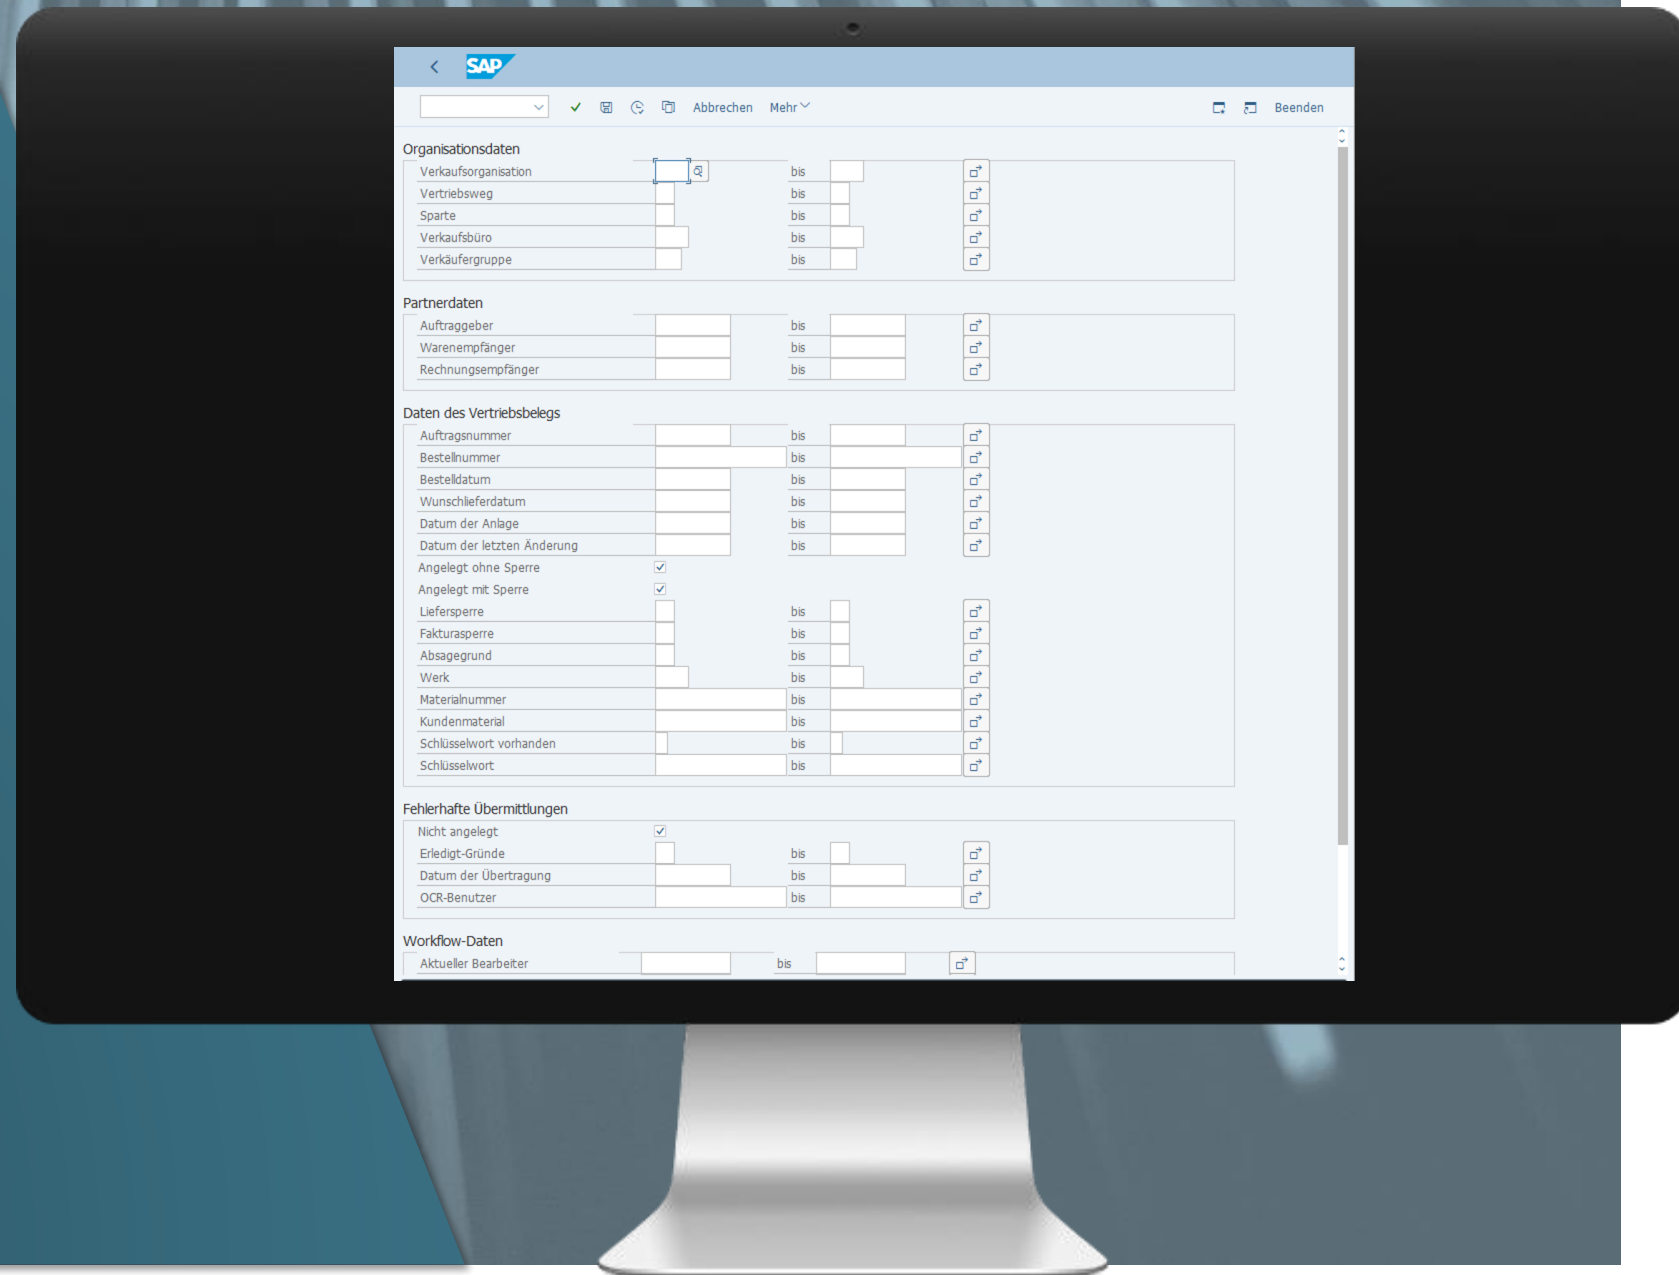 SAP
Abbrechen Mehr Beenden
Organisationsdaten
Verkaufsorganisation bis
Vertriebsweg bis
Sparte bis
Verkaufsbüro bis
Verkäufergruppe bis
Partnerdaten
Auftraggeber bis
Warenempfänger bis
Rechnungsempfänger bis
Daten des Vertriebsbelegs
Auftragsnummer bis
Bestellnummer bis
Bestelldatum bis
Wunschlieferdatum bis
Datum der Anlage bis
Datum der letzten Änderung bis
Angelegt ohne Sperre
Angelegt mit Sperre
Liefersperre bis
Fakturasperre bis
Absagegrund bis
Werk bis
Materialnummer bis
Kundenmaterial bis
Schlüsselwort vorhanden bis
Schlüsselwort bis
Fehlerhafte Übermittlungen
Nicht angelegt
Erledigt-Gründe bis
Datum der Übertragung bis
OCR-Benutzer bis
Workflow-Daten
Aktueller Bearbeiter bis